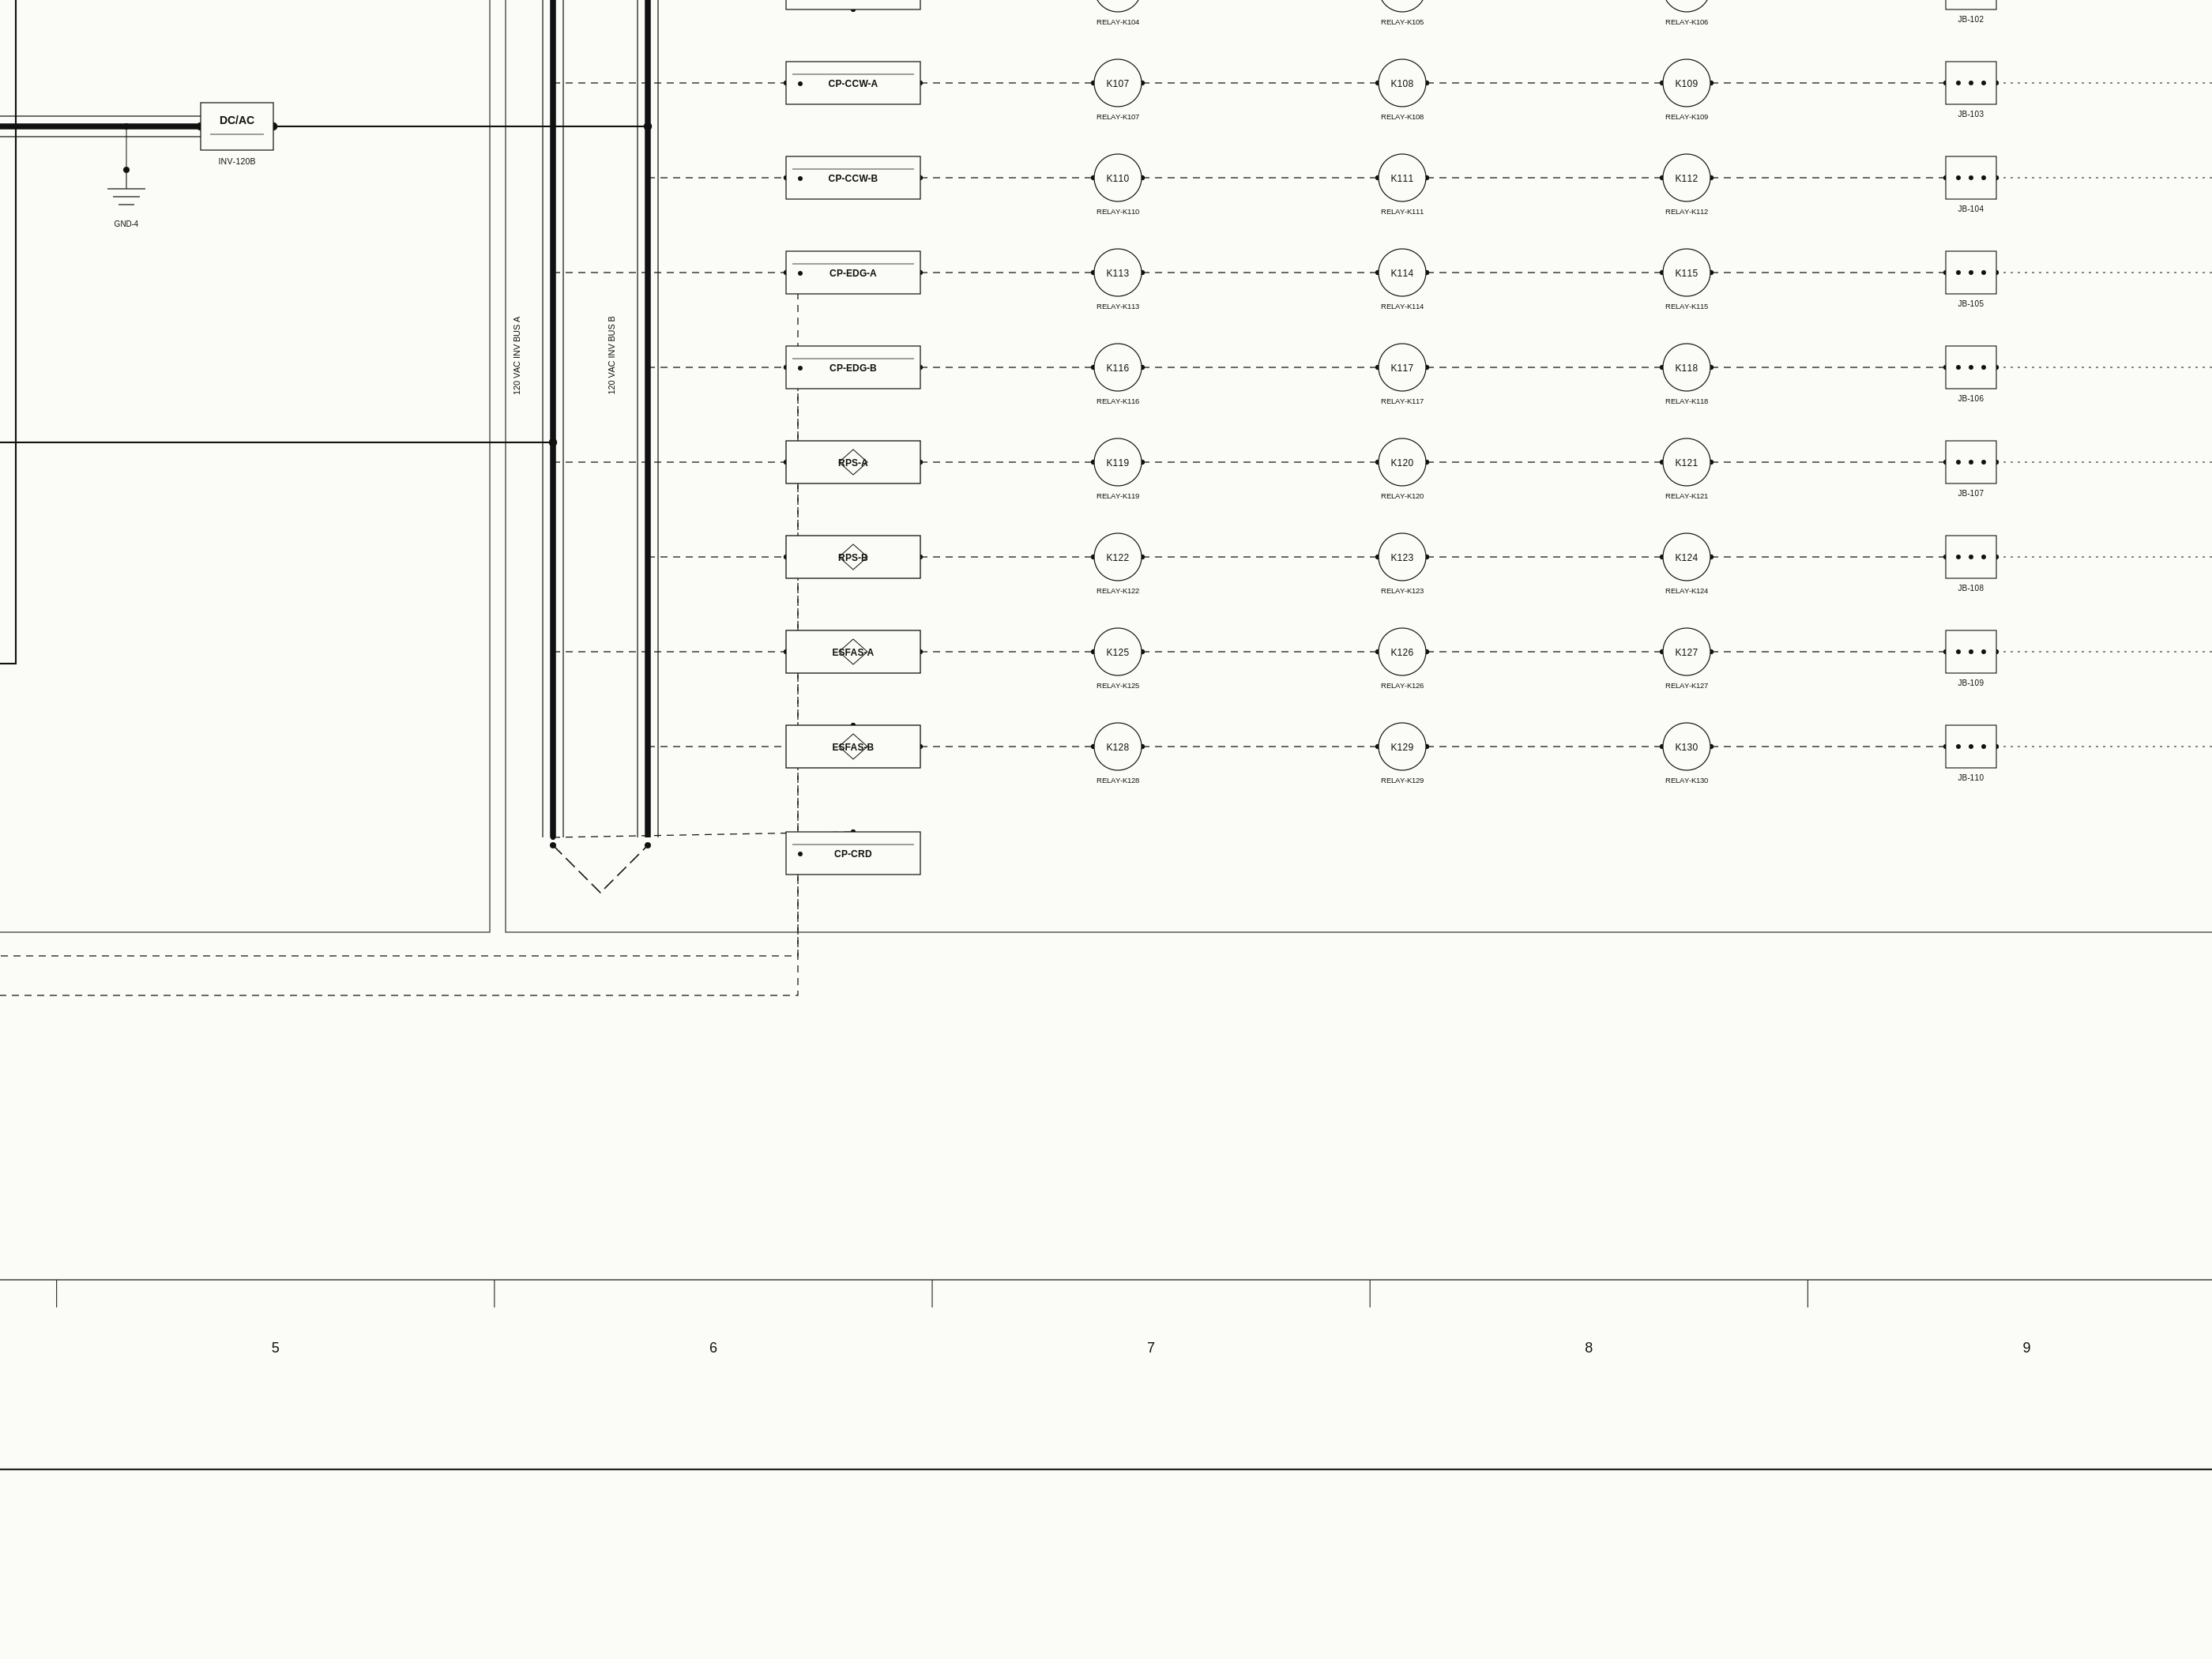 RELAY-K104 RELAY-K105 RELAY-K106 JB-102
CP-CCW-A K107 K108 K109
RELAY-K107 RELAY-K108 RELAY-K109 JB-103
DC/AC
INV-120B
CP-CCW-B K110 K111 K112
RELAY-K110 RELAY-K111 RELAY-K112 JB-104
GND-4
CP-EDG-A K113 K114 K115
RELAY-K113 RELAY-K114 RELAY-K115 JB-105
120 VAC INV BUS A
120 VAC INV BUS B
CP-EDG-B K116 K117 K118
RELAY-K116 RELAY-K117 RELAY-K118 JB-106
RPS-A K119 K120 K121
RELAY-K119 RELAY-K120 RELAY-K121 JB-107
RPS-B K122 K123 K124
RELAY-K122 RELAY-K123 RELAY-K124 JB-108
ESFAS-A K125 K126 K127
RELAY-K125 RELAY-K126 RELAY-K127 JB-109
ESFAS-B K128 K129 K130
RELAY-K128 RELAY-K129 RELAY-K130 JB-110
CP-CRD
5 6 7 8 9